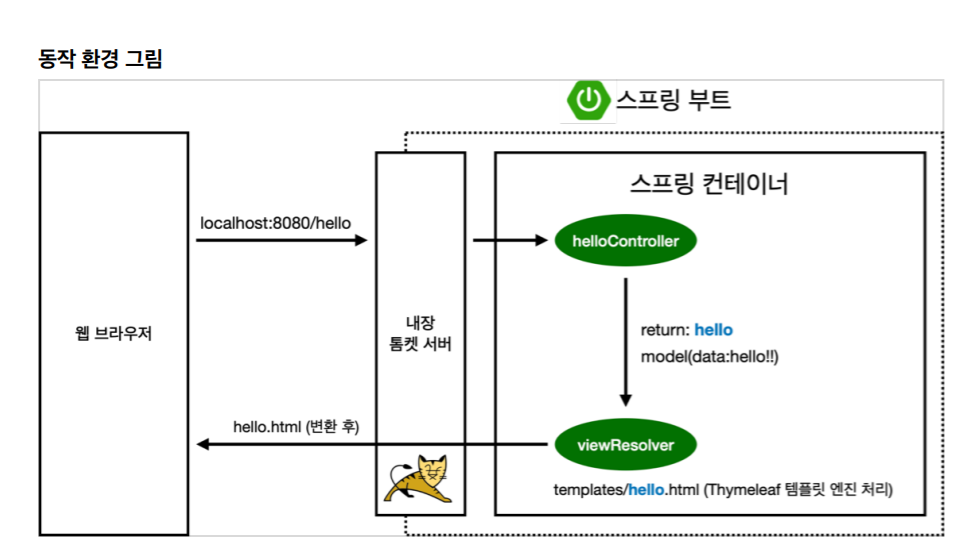 동작 환경 그림
스프링 부트
스프링 컨테이너
localhost:8080/hello
helloController
웹 브라우저
내장
톰켓 서버
return: hello
model(data:hello!!)
hello.html (변환 후)
viewResolver
templates/hello.html (Thymeleaf 템플릿 엔진 처리)